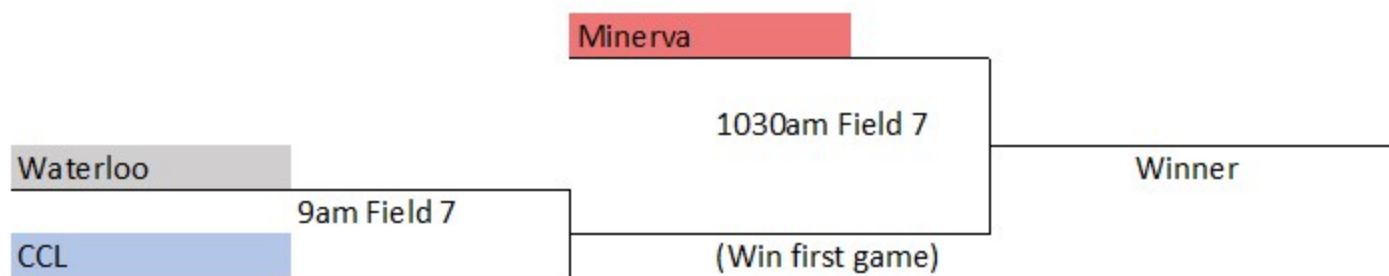 Minerva
1030am Field 7
Waterloo
Winner
9am Field 7
CCL
(Win first game)